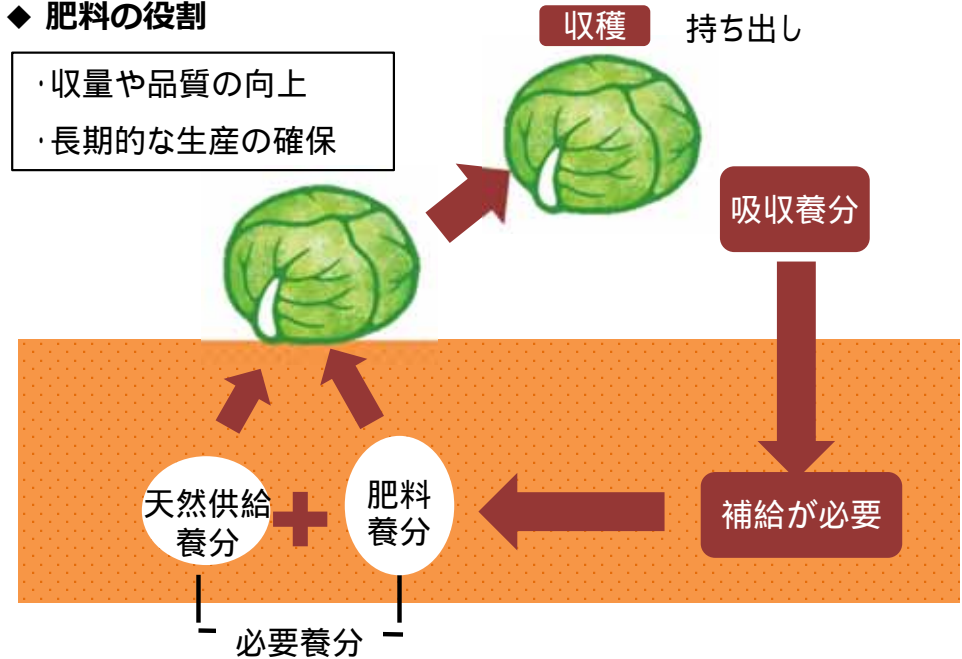 ◆ 肥料の役割
・収量や品質の向上
・長期的な生産の確保
収穫 持ち出し
吸収養分
天然供給
養分
肥料
養分
補給が必要
必要養分